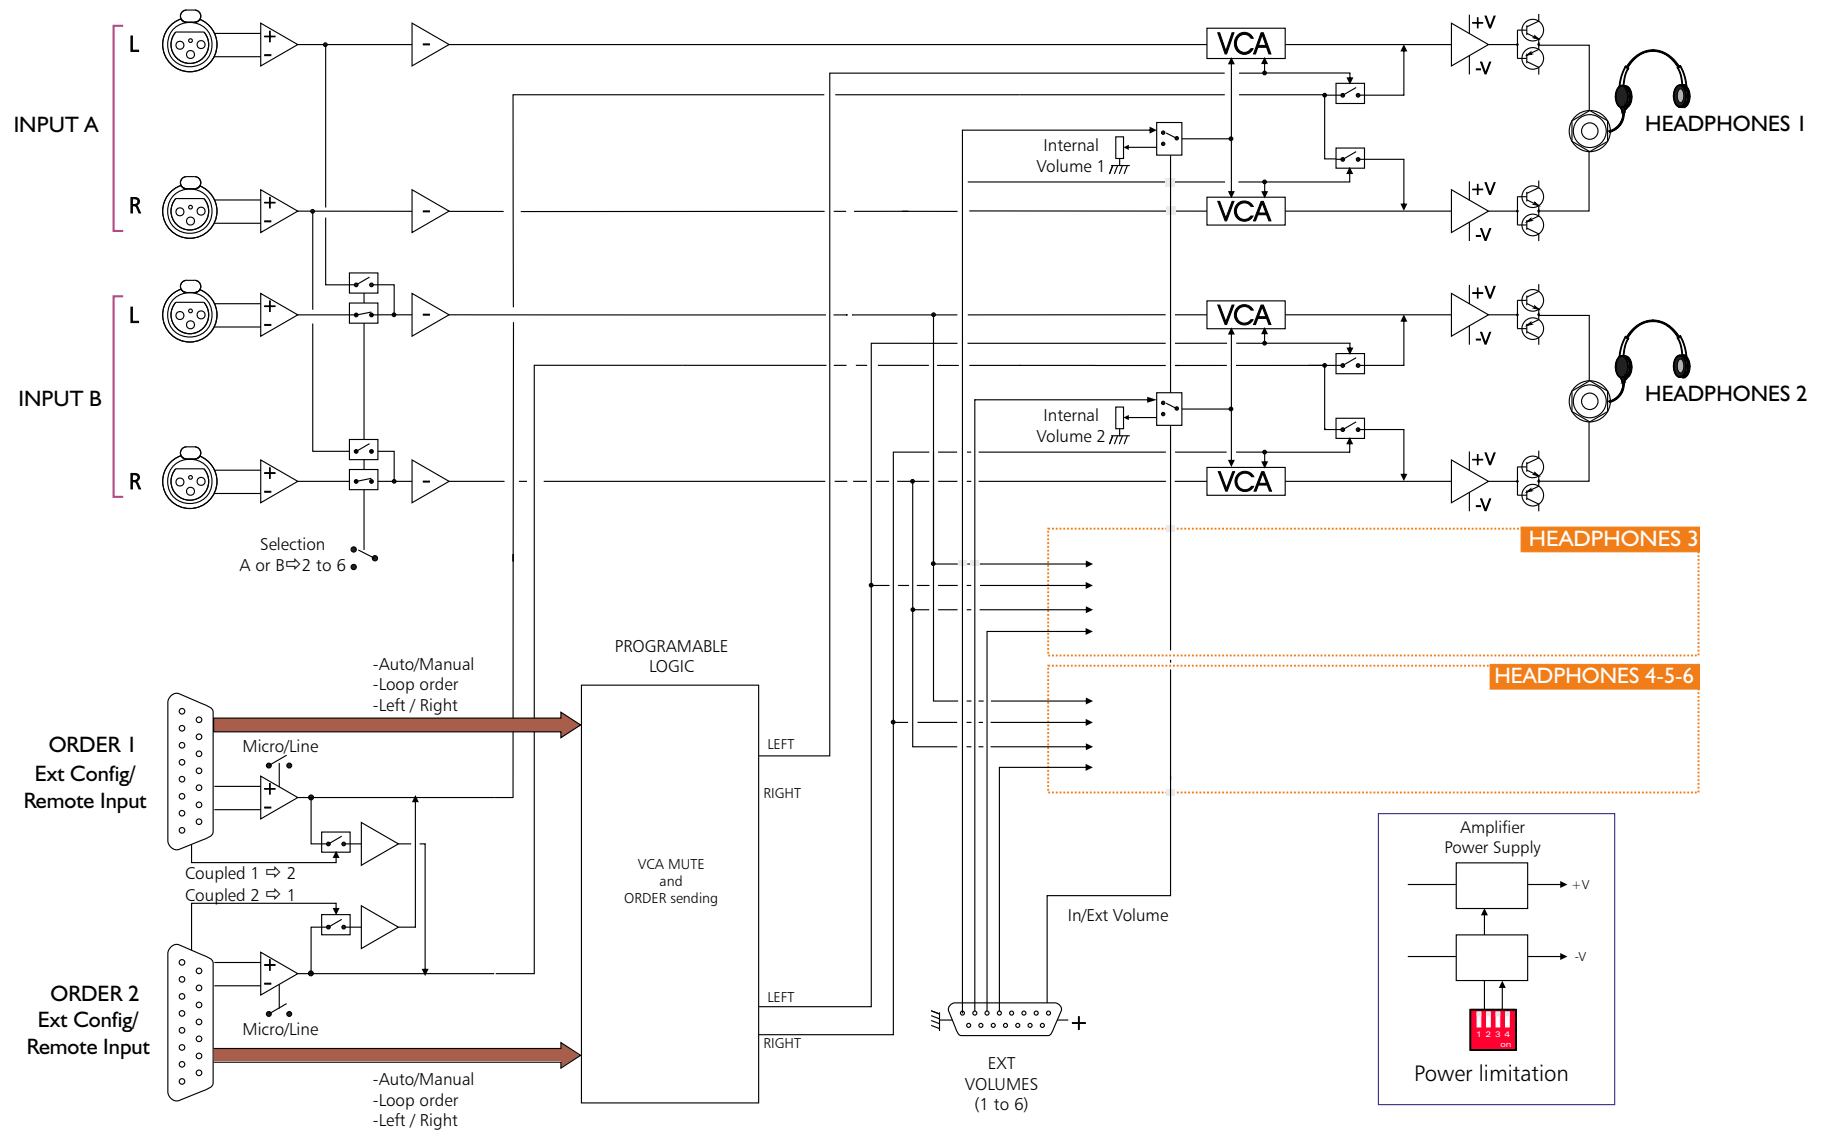 L
+
-
-
VCA
+V
-V
INPUT A
Internal
Volume 1
HEADPHONES 1
R
+
-
-
VCA
+V
-V
L
+
-
-
VCA
+V
-V
INPUT B
Internal
Volume 2
HEADPHONES 2
R
+
-
-
VCA
+V
-V
Selection
A or B⇨2 to 6
HEADPHONES 3
HEADPHONES 4-5-6
PROGRAMABLE
LOGIC
-Auto/Manual
-Loop order
-Left / Right
ORDER 1
Ext Config/
Remote Input
Micro/Line
+
-
LEFT
RIGHT
Coupled 1 ⇨ 2
Coupled 2 ⇨ 1
VCA MUTE
and
ORDER sending
In/Ext Volume
Amplifier
Power Supply
+V
-V
1 2 3 4
on
Power limitation
ORDER 2
Ext Config/
Remote Input
+
-
Micro/Line
LEFT
RIGHT
+
EXT
VOLUMES
(1 to 6)
-Auto/Manual
-Loop order
-Left / Right